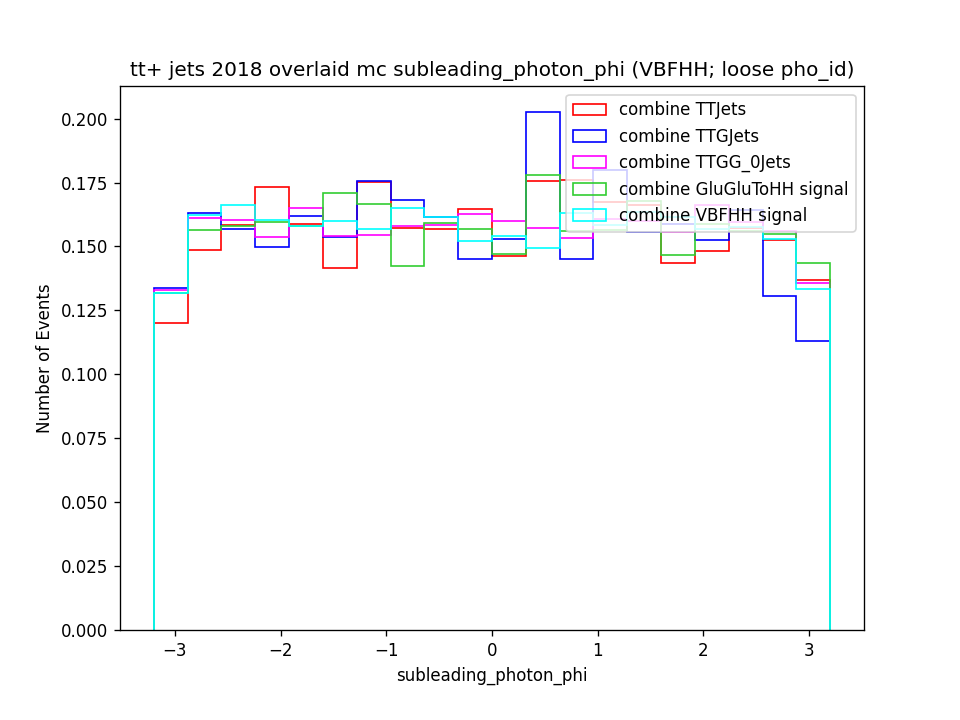 tt+ jets 2018 overlaid mc subleading_photon_phi (VBFHH; loose pho_id)
combine TTJets
combine TTGJets
combine TTGG_0Jets
combine GluGluToHH signal
combine VBFHH signal
0.200
0.175
0.150
0.125
0.100
0.075
0.050
0.025
0.000
Number of Events
−3 −2 −1 0 1 2 3
subleading_photon_phi